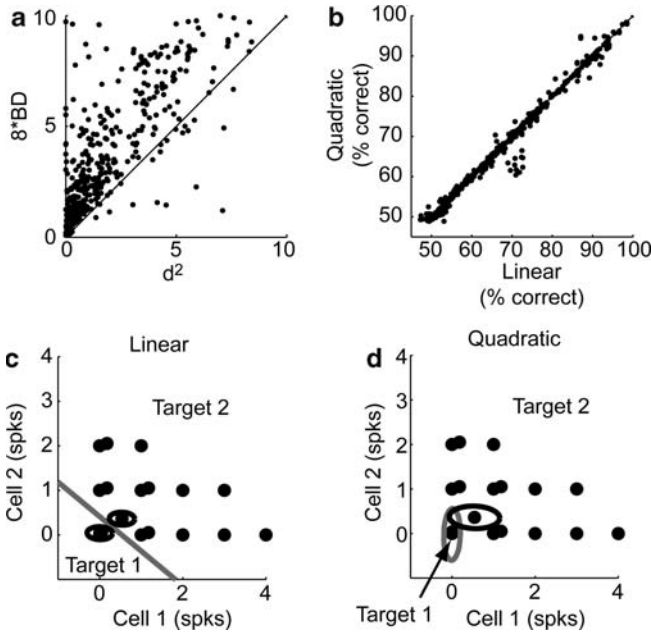 a
8*BD
10
5
0
0
5
10
d²
b
Quadratic
(% correct)
100
90
80
70
60
50
50
60
70
80
90
100
Linear
(% correct)
c
Linear
Cell 2 (spks)
4
3
2
1
0
Target 2
Target 1
0
2
4
Cell 1 (spks)
d
Quadratic
Cell 2 (spks)
4
3
2
1
0
Target 2
0
2
4
Target 1
Cell 1 (spks)